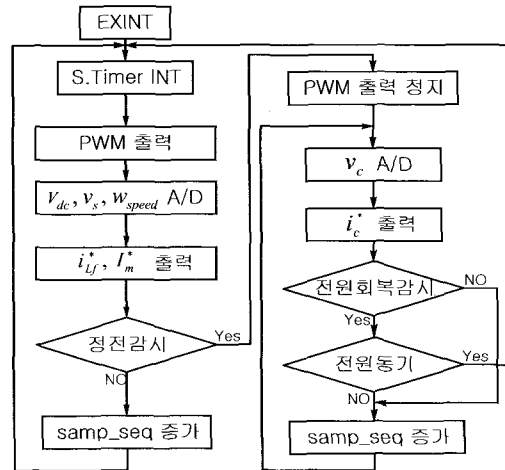 EXINT
S.Timer INT
PWM 출력
V_dc, v_s, w_speed A/D
i*_Lf, I*_m 출력
정전감시
Yes
NO
samp_seq 증가
PWM 출력 정지
v_c A/D
i*_c 출력
전원회복감시
NO
Yes
전원동기
Yes
NO
samp_seq 증가